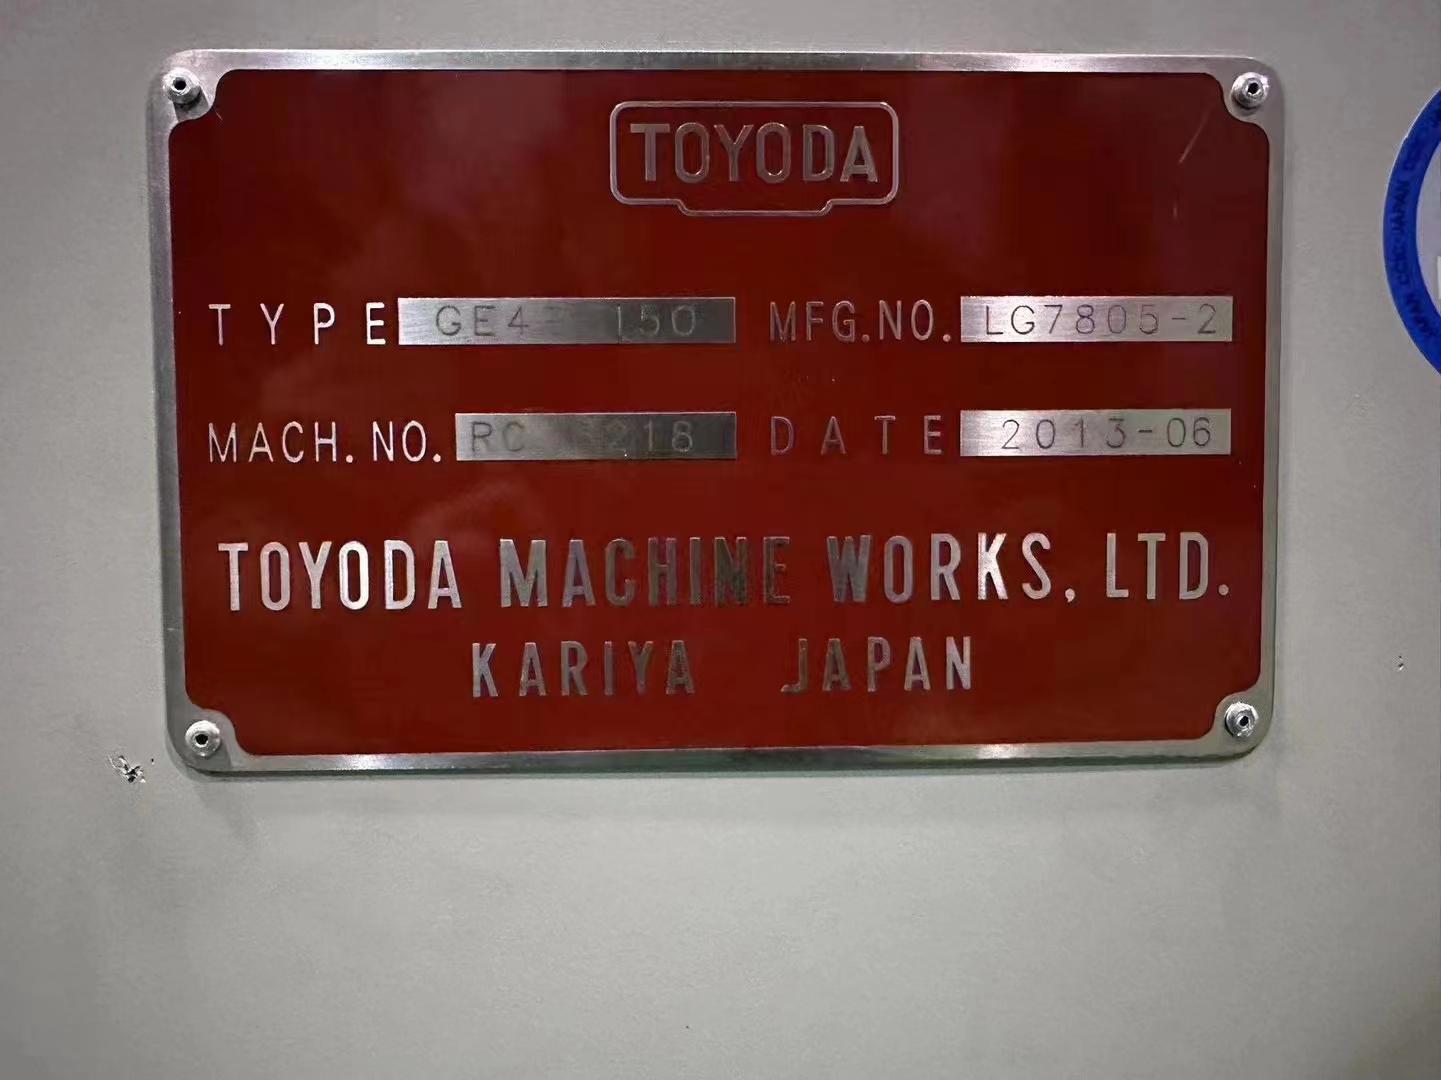 TOYODA
TYPE GE4 150 MFG.NO. LG7805-2
MACH. NO. RC 218 DATE 2013-06
TOYODA MACHINE WORKS, LTD.
KARIYA JAPAN